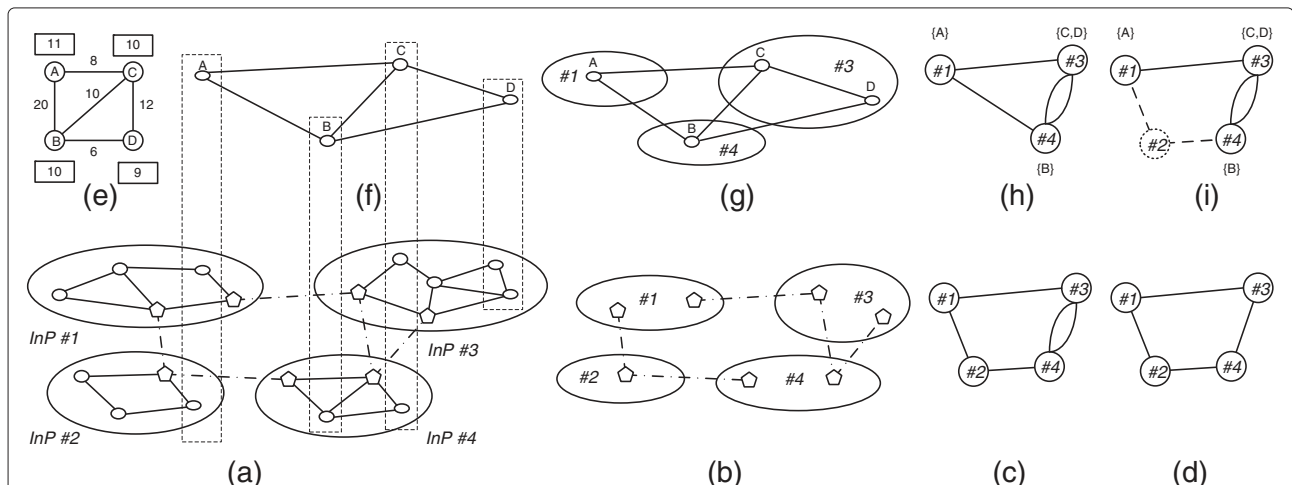 11
10
A
8
C
20
10
12
B
6
D
10
9
(e)
A
C
D
B
(f)
#1
A
C
#3
D
B
#4
(g)
{A}
{C,D}
#1
#3
#4
{B}
(h)
{A}
{C,D}
#1
#3
#2
#4
{B}
(i)
InP #1
InP #3
InP #2
InP #4
(a)
#1
#3
#2
#4
(b)
#1
#3
#2
#4
(c)
#1
#3
#2
#4
(d)